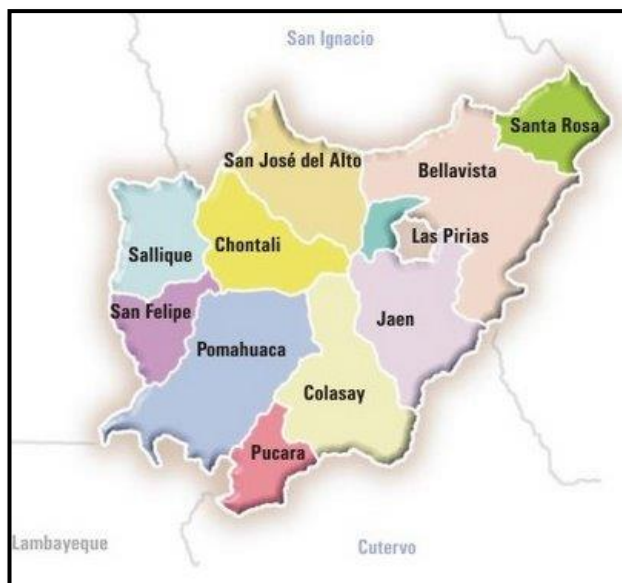 San Ignacio
Santa Rosa
San José del Alto
Bellavista
Las Pirias
Chontali
Sallique
San Felipe
Jaen
Pomahuaca
Colasay
Pucara
Lambayeque
Cutervo